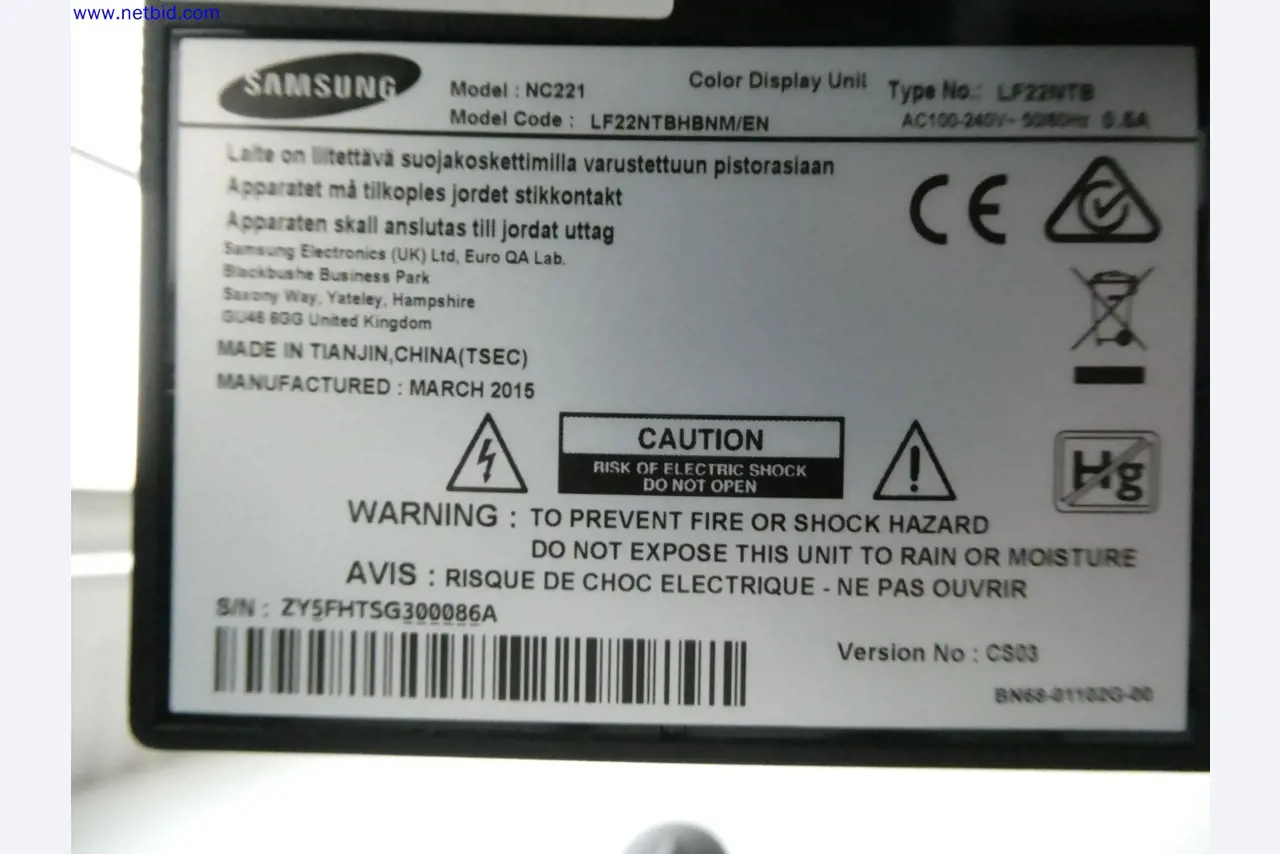 www.netbid.com
SAMSUNG
Model : NC221
Color Display Unit
Type No.: LF22NTB
Model Code : LF22NTBHBNM/EN
AC100-240V~ 50/60Hz 0.6A
Laite on liitettävä suojakoskettimilla varustettuun pistorasiaan
Apparatet må tilkoples jordet stikkontakt
Apparaten skall anslutas till jordat uttag
Samsung Electronics (UK) Ltd, Euro QA Lab.
Blackbushe Business Park
Saxony Way, Yateley, Hampshire
GU46 6GG United Kingdom
MADE IN TIANJIN,CHINA(TSEC)
MANUFACTURED : MARCH 2015
CE
CAUTION
RISK OF ELECTRIC SHOCK
DO NOT OPEN
Hg
WARNING : TO PREVENT FIRE OR SHOCK HAZARD
DO NOT EXPOSE THIS UNIT TO RAIN OR MOISTURE
AVIS : RISQUE DE CHOC ELECTRIQUE - NE PAS OUVRIR
S/N : ZY5FHTSG300086A
Version No : CS03
BN68-01102G-00